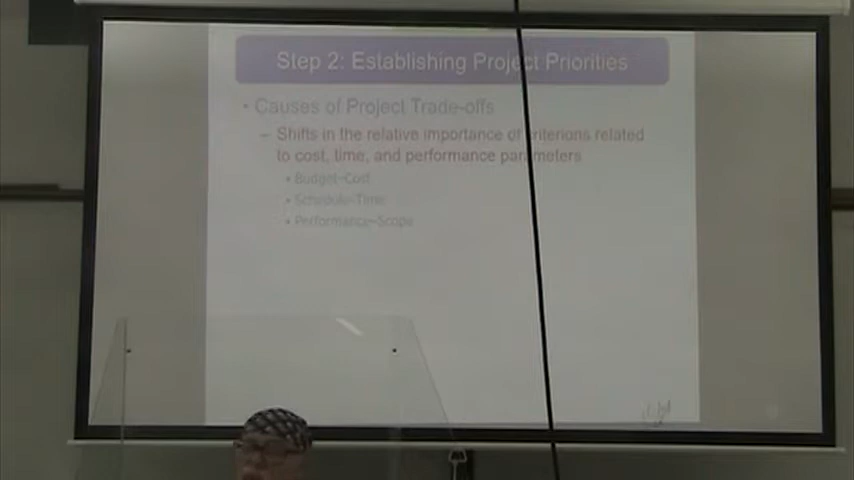 Step 2: Establishing Project Priorities
• Causes of Project Trade-offs
– Shifts in the relative importance of criterions related
to cost, time, and performance parameters
• Budget–Cost
• Schedule–Time
• Performance–Scope